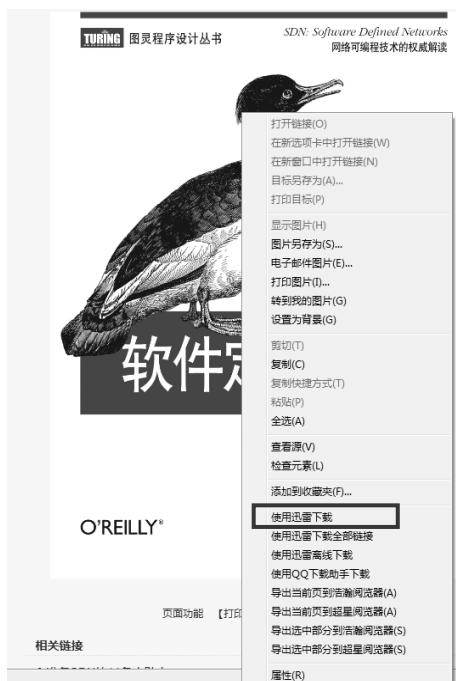 TURING 图灵程序设计丛书
SDN: Software Defined Networks
网络可编程技术的权威解读
打开链接(O)
在新选项卡中打开链接(W)
在新窗口中打开链接(N)
目标另存为(A)...
打印目标(P)
显示图片(H)
图片另存为(S)...
电子邮件图片(E)...
打印图片(I)...
转到我的图片(G)
设置为背景(G)
剪切(T)
复制(C)
复制快捷方式(T)
粘贴(P)
全选(A)
查看源(V)
检查元素(L)
添加到收藏夹(F)...
使用迅雷下载
使用迅雷下载全部链接
使用迅雷离线下载
使用QQ下载助手下载
导出当前页到浩瀚阅览器(A)
导出当前页到超星阅览器(A)
导出选中部分到浩瀚阅览器(S)
导出选中部分到超星阅览器(S)
属性(R)
软件
O'REILLY®
页面功能 【打印
相关链接